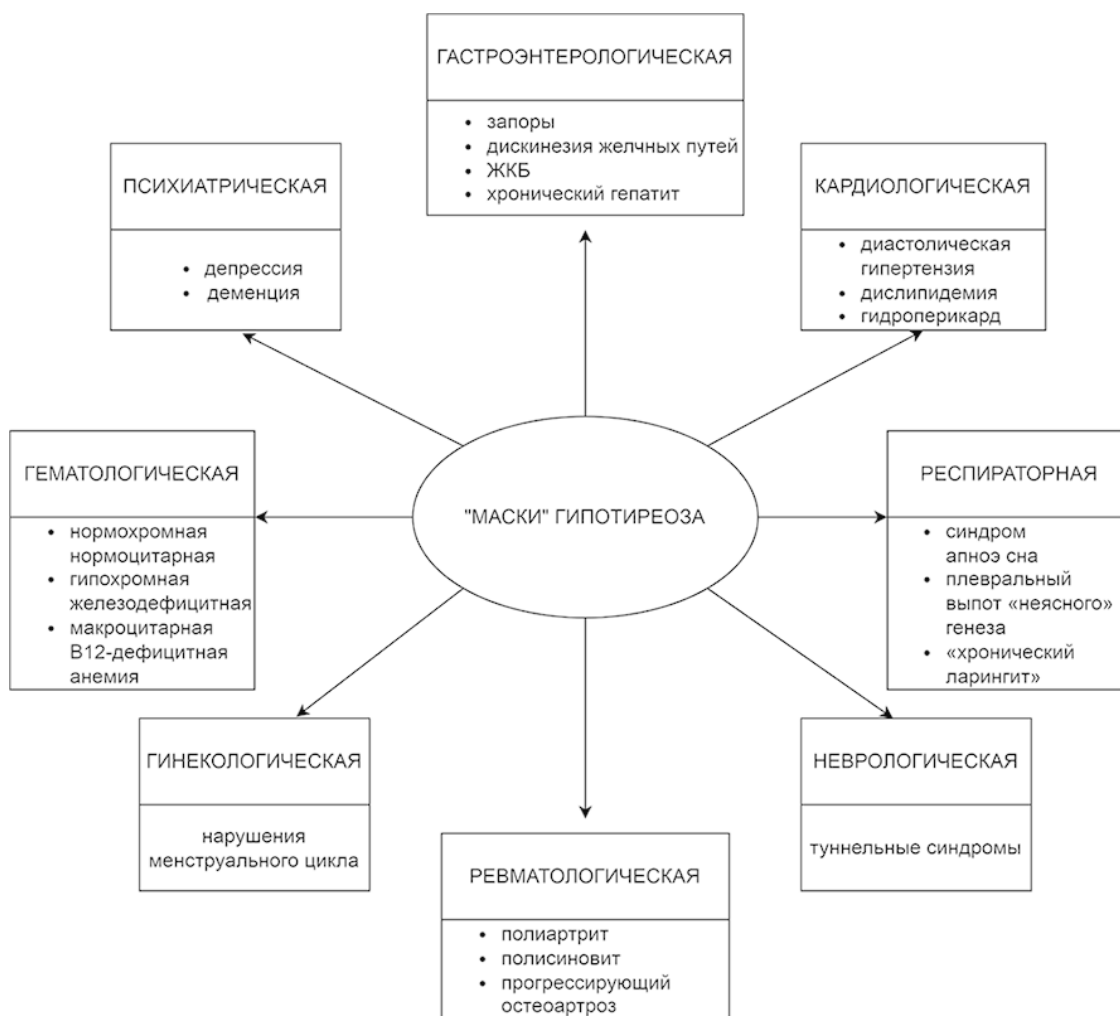 ГАСТРОЭНТЕРОЛОГИЧЕСКАЯ
• запоры
• дискинезия желчных путей
• ЖКБ
• хронический гепатит
ПСИХИАТРИЧЕСКАЯ
• депрессия
• деменция
КАРДИОЛОГИЧЕСКАЯ
• диастолическая
гипертензия
• дислипидемия
• гидроперикард
ГЕМАТОЛОГИЧЕСКАЯ
• нормохромная
нормоцитарная
• гипохромная
железодефицитная
• макроцитарная
В12-дефицитная
анемия
"МАСКИ" ГИПОТИРЕОЗА
РЕСПИРАТОРНАЯ
• синдром
апноэ сна
• плевральный
выпот «неясного»
генеза
• «хронический
ларингит»
ГИНЕКОЛОГИЧЕСКАЯ
нарушения
менструального цикла
НЕВРОЛОГИЧЕСКАЯ
туннельные синдромы
РЕВМАТОЛОГИЧЕСКАЯ
• полиартрит
• полисиновит
• прогрессирующий
остеоартроз